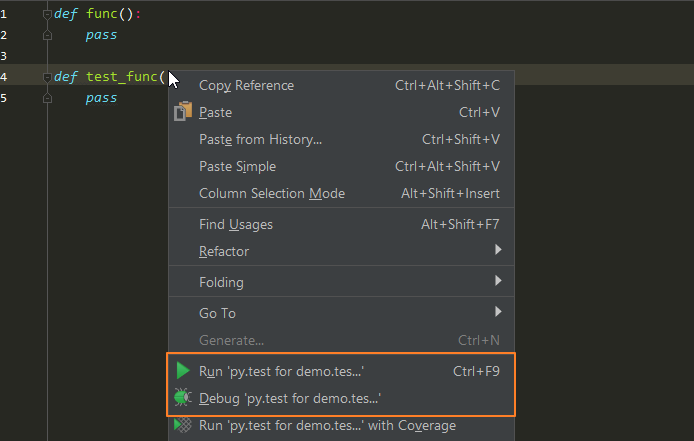 1 def func():
2 pass
3
4 def test_func(
5 pass
Copy Reference Ctrl+Alt+Shift+C
Paste Ctrl+V
Paste from History... Ctrl+Shift+V
Paste Simple Ctrl+Alt+Shift+V
Column Selection Mode Alt+Shift+Insert
Find Usages Alt+Shift+F7
Refactor
Folding
Go To
Generate... Ctrl+N
Run 'py.test for demo.tes...' Ctrl+F9
Debug 'py.test for demo.tes...'
Run 'py.test for demo.tes...' with Coverage